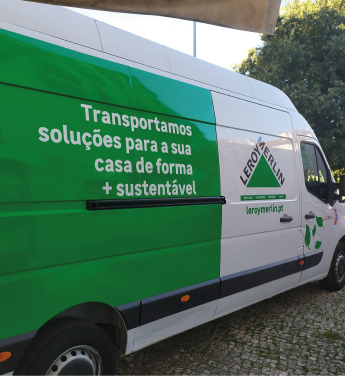 Transportamos
soluções para a sua
casa de forma
+ sustentável
LEROY MERLIN
leroymerlin.pt